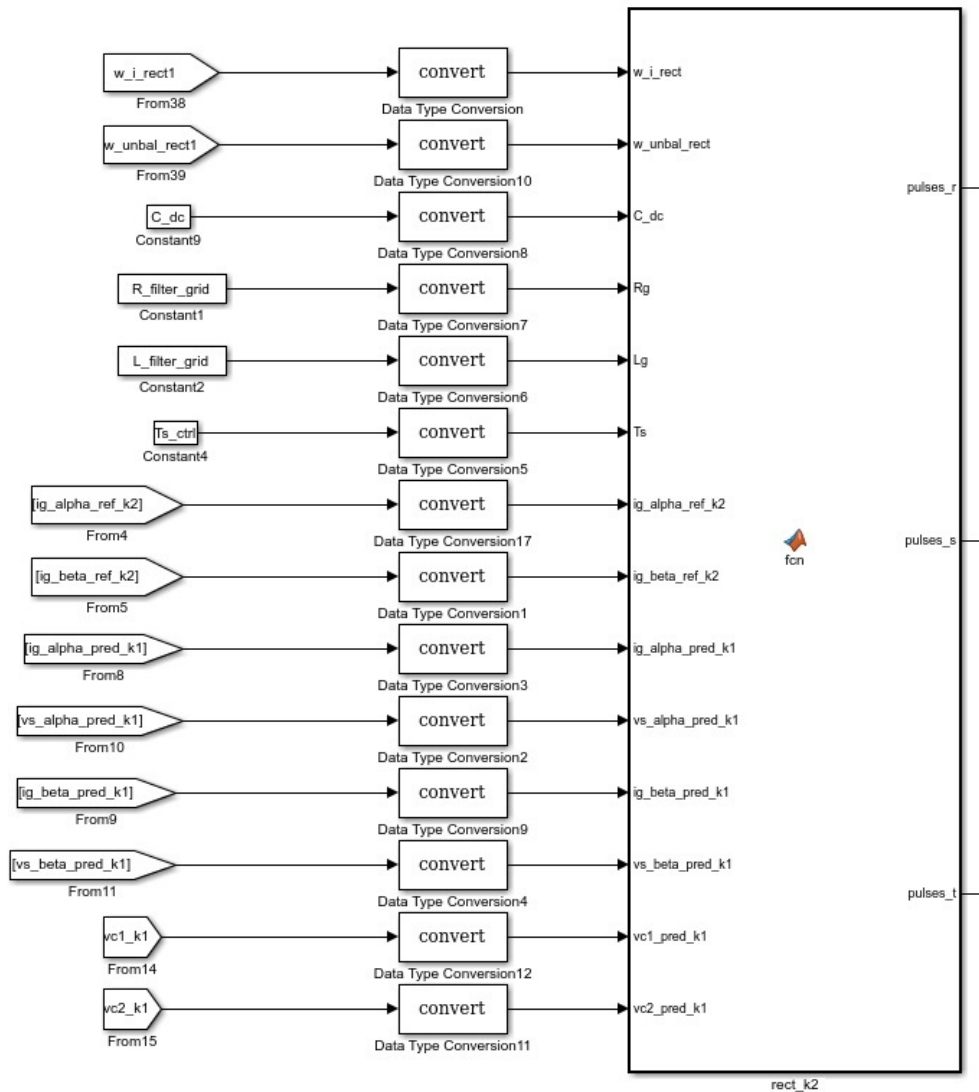 w_i_rect1
From38
convert
Data Type Conversion
w_i_rect
w_unbal_rect1
From39
convert
Data Type Conversion10
w_unbal_rect
C_dc
Constant9
convert
Data Type Conversion8
C_dc
R_filter_grid
Constant1
convert
Data Type Conversion7
Rg
L_filter_grid
Constant2
convert
Data Type Conversion6
Lg
Ts_ctrl
Constant4
convert
Data Type Conversion5
Ts
[ig_alpha_ref_k2]
From4
convert
Data Type Conversion17
ig_alpha_ref_k2
[ig_beta_ref_k2]
From5
convert
Data Type Conversion1
ig_beta_ref_k2
[ig_alpha_pred_k1]
From8
convert
Data Type Conversion3
ig_alpha_pred_k1
[vs_alpha_pred_k1]
From10
convert
Data Type Conversion2
vs_alpha_pred_k1
[ig_beta_pred_k1]
From9
convert
Data Type Conversion9
ig_beta_pred_k1
[vs_beta_pred_k1]
From11
convert
Data Type Conversion4
vs_beta_pred_k1
vc1_k1
From14
convert
Data Type Conversion12
vc1_pred_k1
vc2_k1
From15
convert
Data Type Conversion11
vc2_pred_k1
fcn
pulses_r
pulses_s
pulses_t
rect_k2